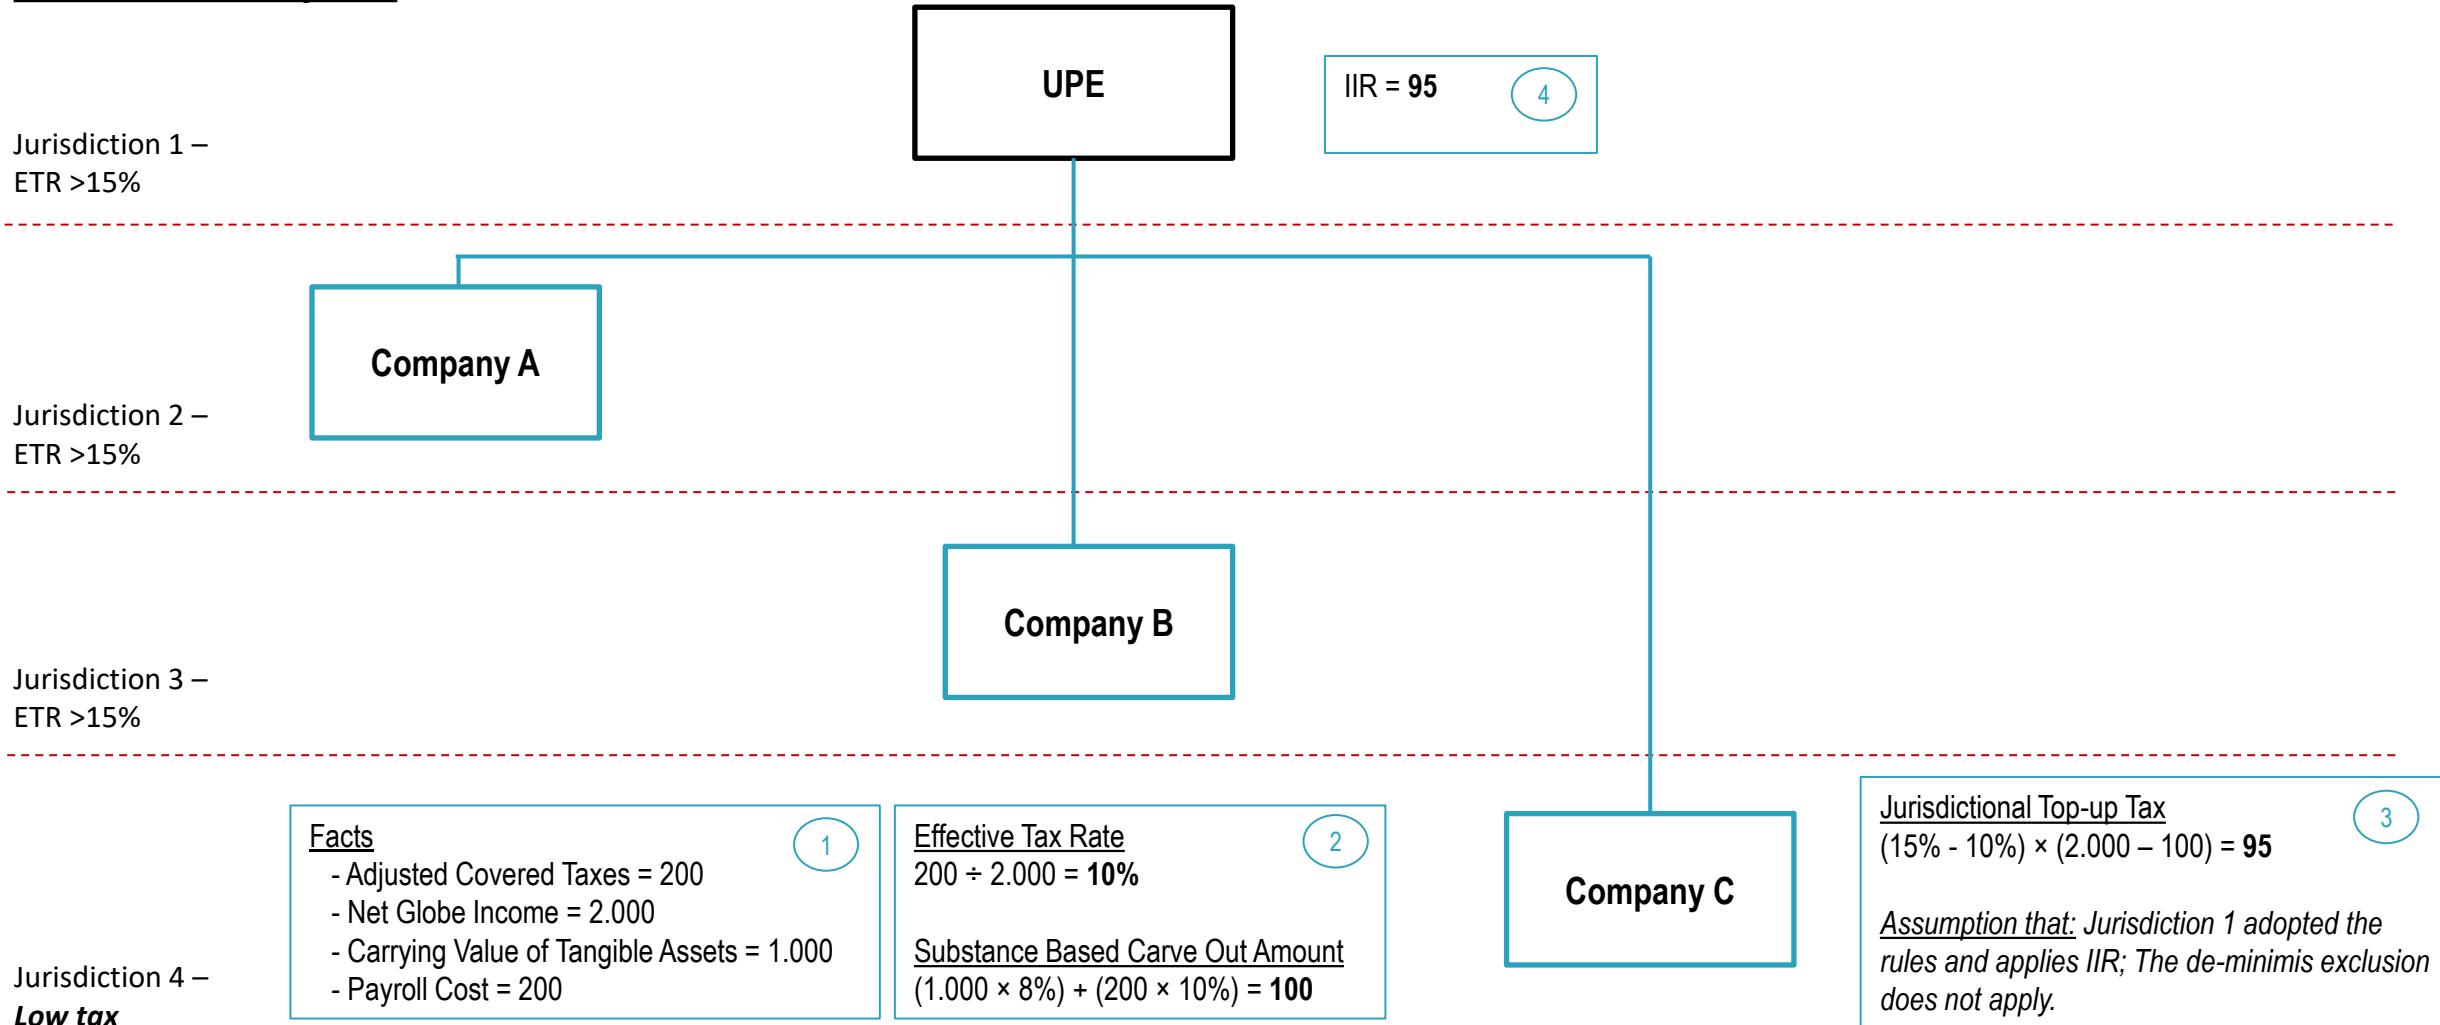 UPE
IIR = 95
4
Jurisdiction 1 –
ETR >15%
Company A
Jurisdiction 2 –
ETR >15%
Company B
Jurisdiction 3 –
ETR >15%
Facts
1
- Adjusted Covered Taxes = 200
- Net Globe Income = 2.000
- Carrying Value of Tangible Assets = 1.000
- Payroll Cost = 200
Effective Tax Rate
2
200 ÷ 2.000 = 10%
Substance Based Carve Out Amount
(1.000 × 8%) + (200 × 10%) = 100
Company C
Jurisdictional Top-up Tax
3
(15% - 10%) × (2.000 – 100) = 95
Assumption that: Jurisdiction 1 adopted the
rules and applies IIR; The de-minimis exclusion
does not apply.
Jurisdiction 4 –
Low tax